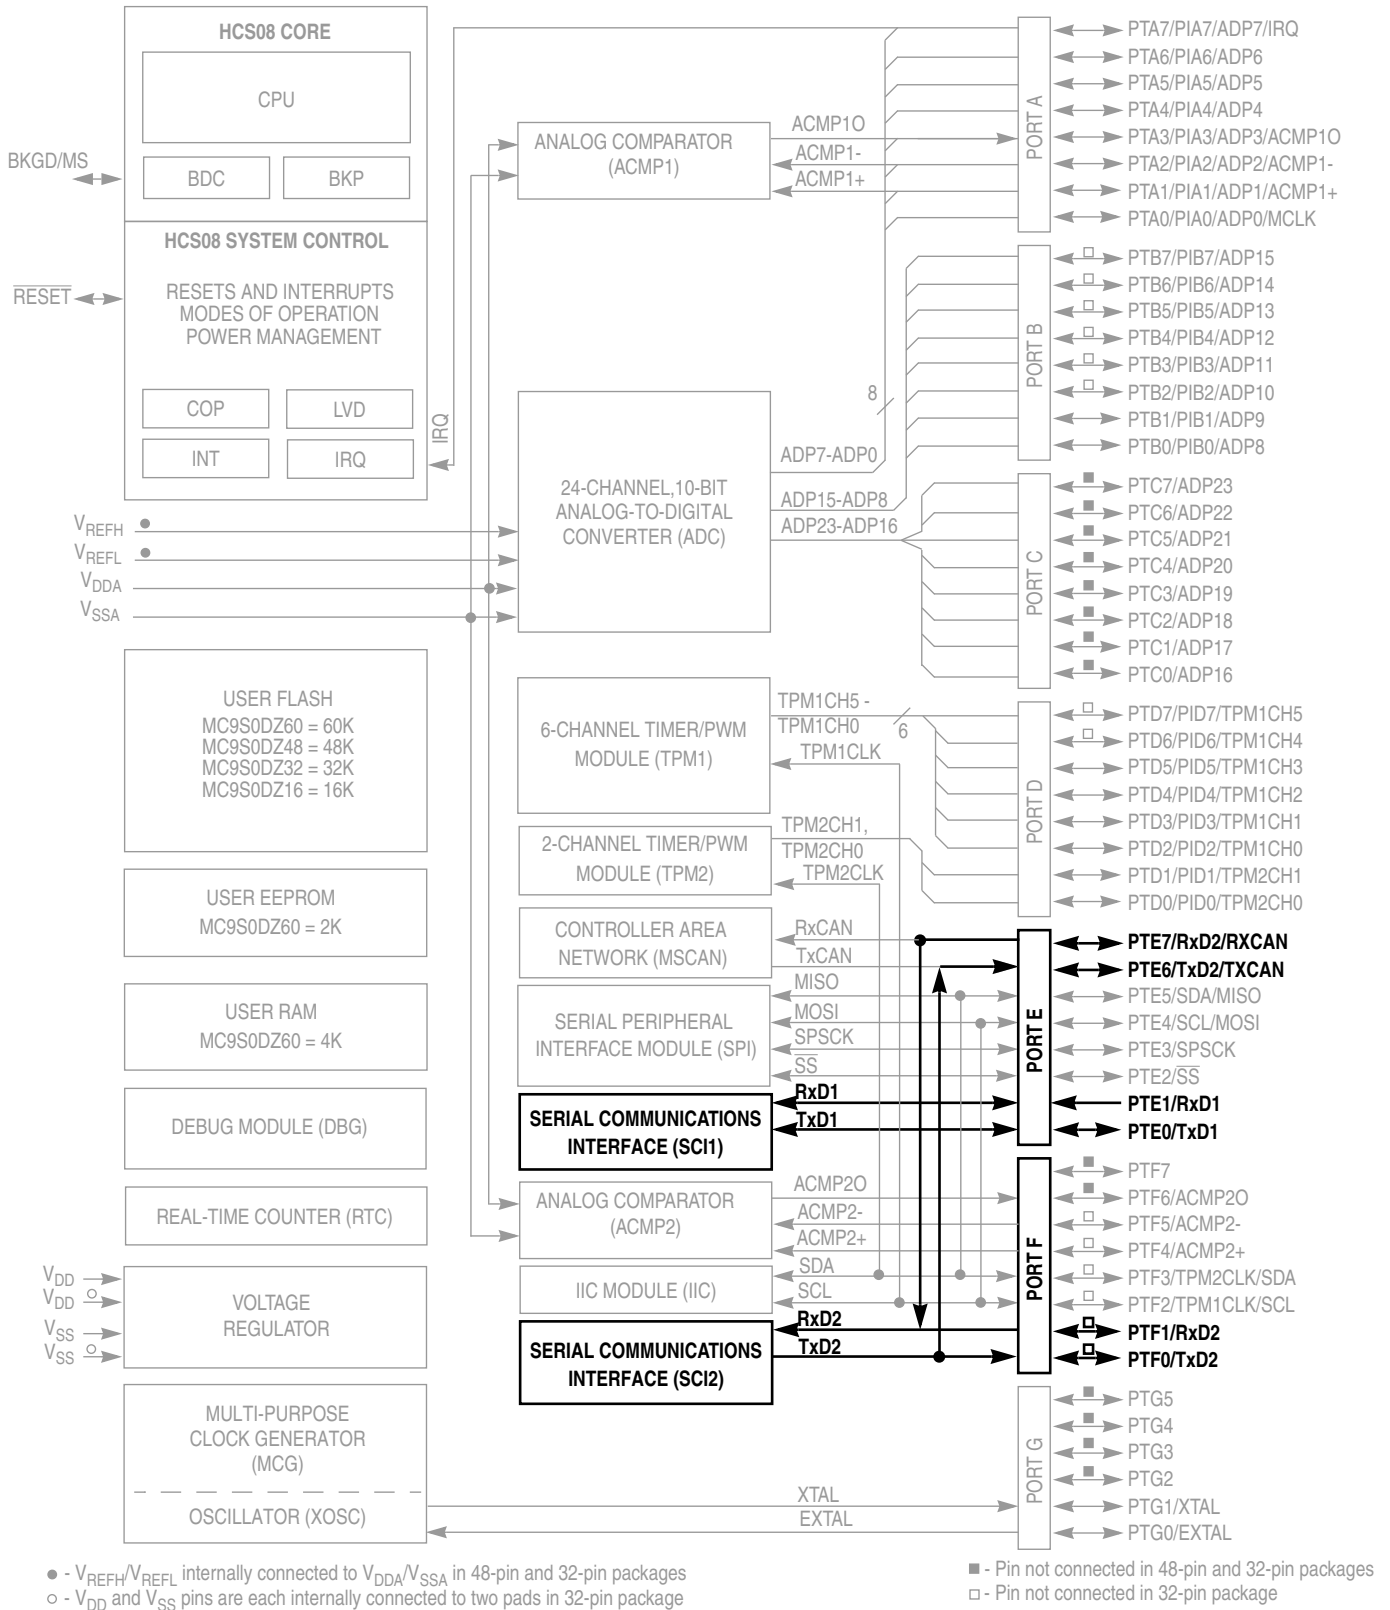 HCS08 CORE
CPU
BDC
BKP
BKGD/MS
HCS08 SYSTEM CONTROL
RESETS AND INTERRUPTS
MODES OF OPERATION
POWER MANAGEMENT
RESET
COP
LVD
INT
IRQ
IRQ
VREFH
VREFL
VDDA
VSSA
USER FLASH
MC9S0DZ60 = 60K
MC9S0DZ48 = 48K
MC9S0DZ32 = 32K
MC9S0DZ16 = 16K
USER EEPROM
MC9S0DZ60 = 2K
USER RAM
MC9S0DZ60 = 4K
DEBUG MODULE (DBG)
REAL-TIME COUNTER (RTC)
VDD
VDD
VSS
VSS
VOLTAGE
REGULATOR
MULTI-PURPOSE
CLOCK GENERATOR
(MCG)
OSCILLATOR (XOSC)
ANALOG COMPARATOR
(ACMP1)
ACMP1O
ACMP1-
ACMP1+
24-CHANNEL,10-BIT
ANALOG-TO-DIGITAL
CONVERTER (ADC)
8
ADP7-ADP0
ADP15-ADP8
ADP23-ADP16
6-CHANNEL TIMER/PWM
MODULE (TPM1)
TPM1CH5 -
TPM1CH0
6
TPM1CLK
2-CHANNEL TIMER/PWM
MODULE (TPM2)
TPM2CH1,
TPM2CH0
TPM2CLK
CONTROLLER AREA
NETWORK (MSCAN)
RxCAN
TxCAN
SERIAL PERIPHERAL
INTERFACE MODULE (SPI)
MISO
MOSI
SPSCK
SS
SERIAL COMMUNICATIONS
INTERFACE (SCI1)
RxD1
TxD1
ANALOG COMPARATOR
(ACMP2)
ACMP2O
ACMP2-
ACMP2+
IIC MODULE (IIC)
SDA
SCL
SERIAL COMMUNICATIONS
INTERFACE (SCI2)
RxD2
TxD2
XTAL
EXTAL
PORT A
PTA7/PIA7/ADP7/IRQ
PTA6/PIA6/ADP6
PTA5/PIA5/ADP5
PTA4/PIA4/ADP4
PTA3/PIA3/ADP3/ACMP1O
PTA2/PIA2/ADP2/ACMP1-
PTA1/PIA1/ADP1/ACMP1+
PTA0/PIA0/ADP0/MCLK
PORT B
PTB7/PIB7/ADP15
PTB6/PIB6/ADP14
PTB5/PIB5/ADP13
PTB4/PIB4/ADP12
PTB3/PIB3/ADP11
PTB2/PIB2/ADP10
PTB1/PIB1/ADP9
PTB0/PIB0/ADP8
PORT C
PTC7/ADP23
PTC6/ADP22
PTC5/ADP21
PTC4/ADP20
PTC3/ADP19
PTC2/ADP18
PTC1/ADP17
PTC0/ADP16
PORT D
PTD7/PID7/TPM1CH5
PTD6/PID6/TPM1CH4
PTD5/PID5/TPM1CH3
PTD4/PID4/TPM1CH2
PTD3/PID3/TPM1CH1
PTD2/PID2/TPM1CH0
PTD1/PID1/TPM2CH1
PTD0/PID0/TPM2CH0
PORT E
PTE7/RxD2/RXCAN
PTE6/TxD2/TXCAN
PTE5/SDA/MISO
PTE4/SCL/MOSI
PTE3/SPSCK
PTE2/SS
PTE1/RxD1
PTE0/TxD1
PORT F
PTF7
PTF6/ACMP2O
PTF5/ACMP2-
PTF4/ACMP2+
PTF3/TPM2CLK/SDA
PTF2/TPM1CLK/SCL
PTF1/RxD2
PTF0/TxD2
PORT G
PTG5
PTG4
PTG3
PTG2
PTG1/XTAL
PTG0/EXTAL
● - VREFH/VREFL internally connected to VDDA/VSSA in 48-pin and 32-pin packages
○ - VDD and VSS pins are each internally connected to two pads in 32-pin package
■ - Pin not connected in 48-pin and 32-pin packages
□ - Pin not connected in 32-pin package